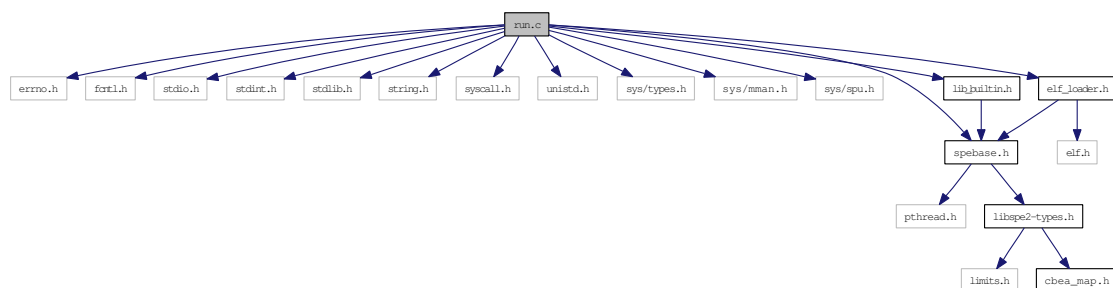 run.c
errno.h
fcntl.h
stdio.h
stdint.h
stdlib.h
string.h
syscall.h
unistd.h
sys/types.h
sys/mman.h
sys/spu.h
lib_builtin.h
elf_loader.h
spebase.h
elf.h
pthread.h
libspe2-types.h
limits.h
cbea_map.h